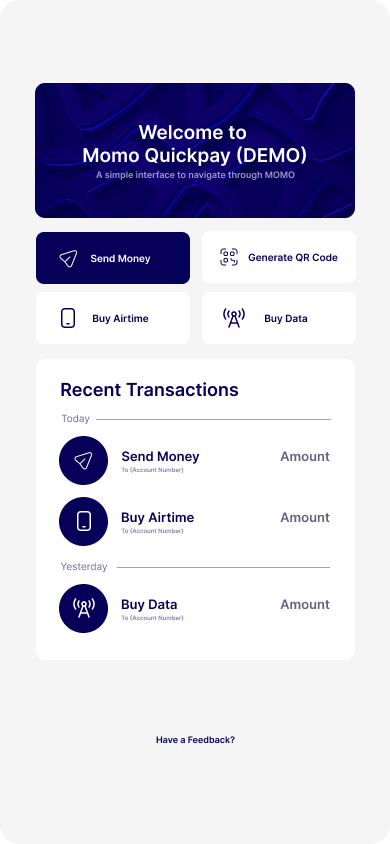 Welcome to
Momo Quickpay (DEMO)
A simple interface to navigate through MOMO
Send Money
Generate QR Code
Buy Airtime
Buy Data
Recent Transactions
Today
Send Money
Amount
To (Account Number)
Buy Airtime
Amount
To (Account Number)
Yesterday
Buy Data
Amount
To (Account Number)
Have a Feedback?